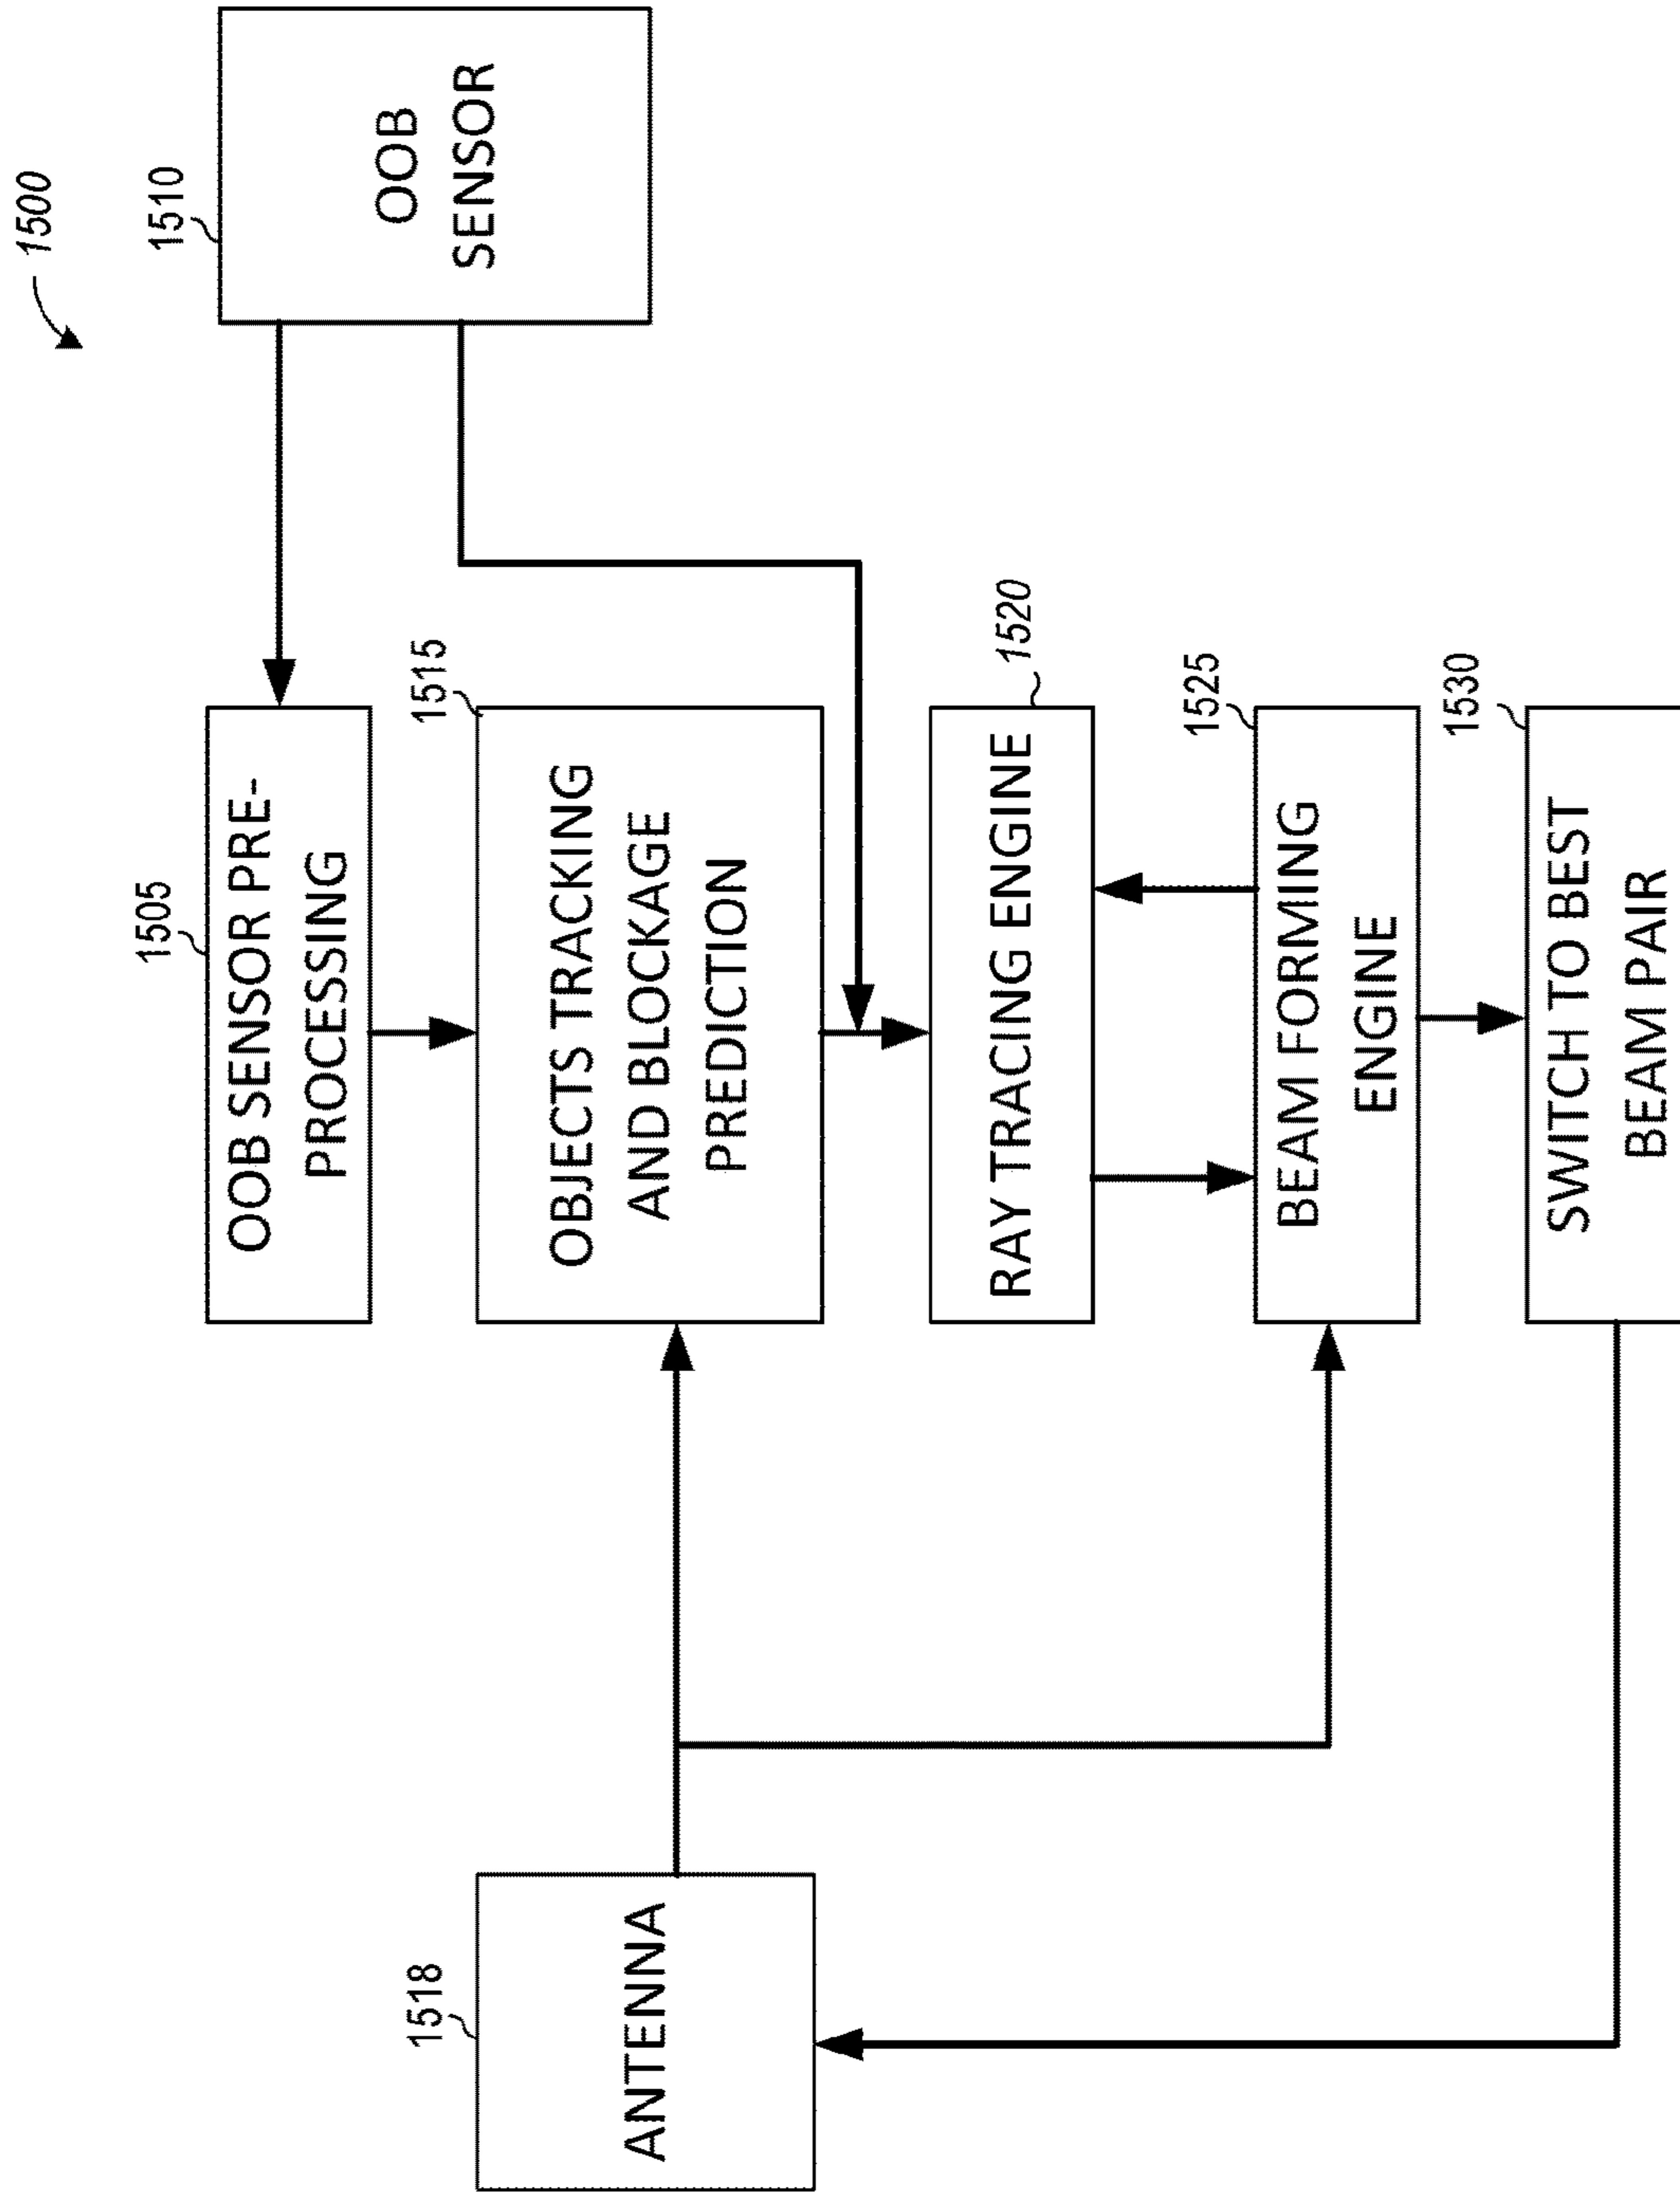 1500
1510
OOB
SENSOR
1505
OOB SENSOR PRE-
PROCESSING
1515
OBJECTS TRACKING
AND BLOCKAGE
PREDICTION
1518
ANTENNA
1520
RAY TRACING ENGINE
1525
BEAM FORMING
ENGINE
1530
SWITCH TO BEST
BEAM PAIR